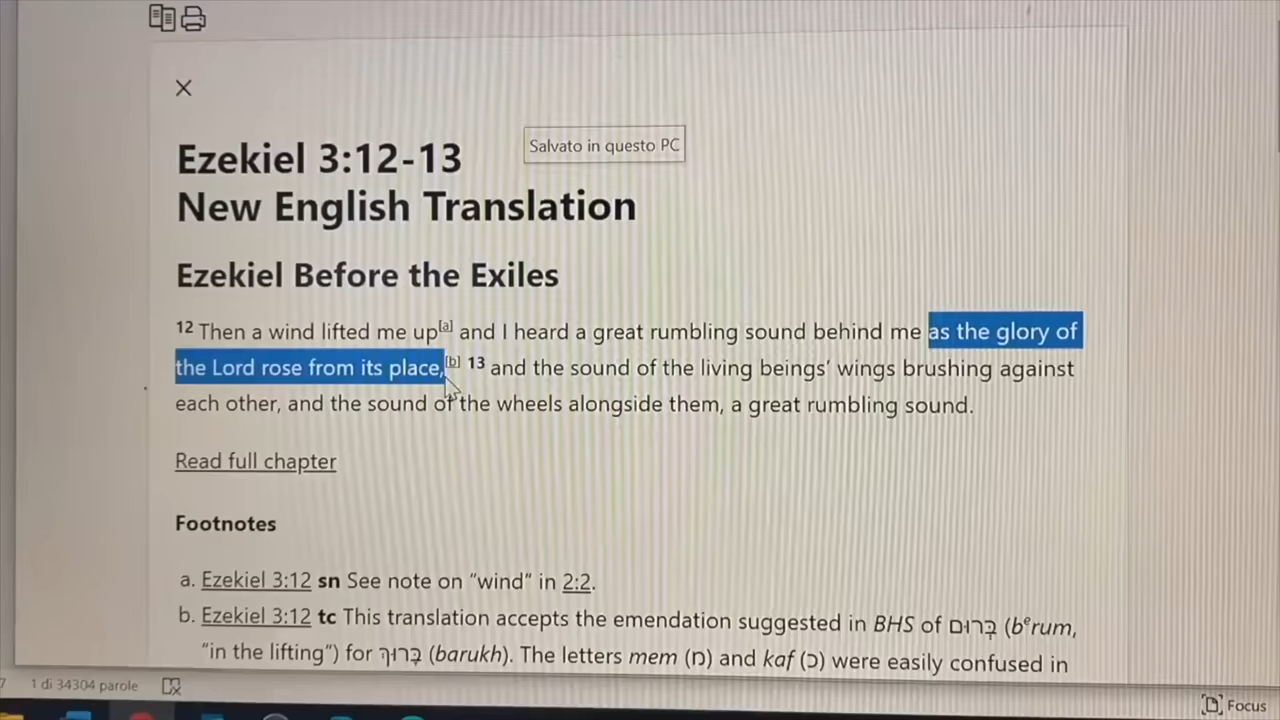 Ezekiel 3:12-13
Salvato in questo PC
New English Translation
Ezekiel Before the Exiles
12 Then a wind lifted me up[a] and I heard a great rumbling sound behind me as the glory of
the Lord rose from its place,[b] 13 and the sound of the living beings’ wings brushing against
each other, and the sound of the wheels alongside them, a great rumbling sound.
Read full chapter
Footnotes
a. Ezekiel 3:12 sn See note on “wind” in 2:2.
b. Ezekiel 3:12 tc This translation accepts the emendation suggested in BHS of בְּרוּם (berum,
“in the lifting”) for בָּרוּךְ (barukh). The letters mem (מ) and kaf (כ) were easily confused in
7 1 di 34304 parole
Focus